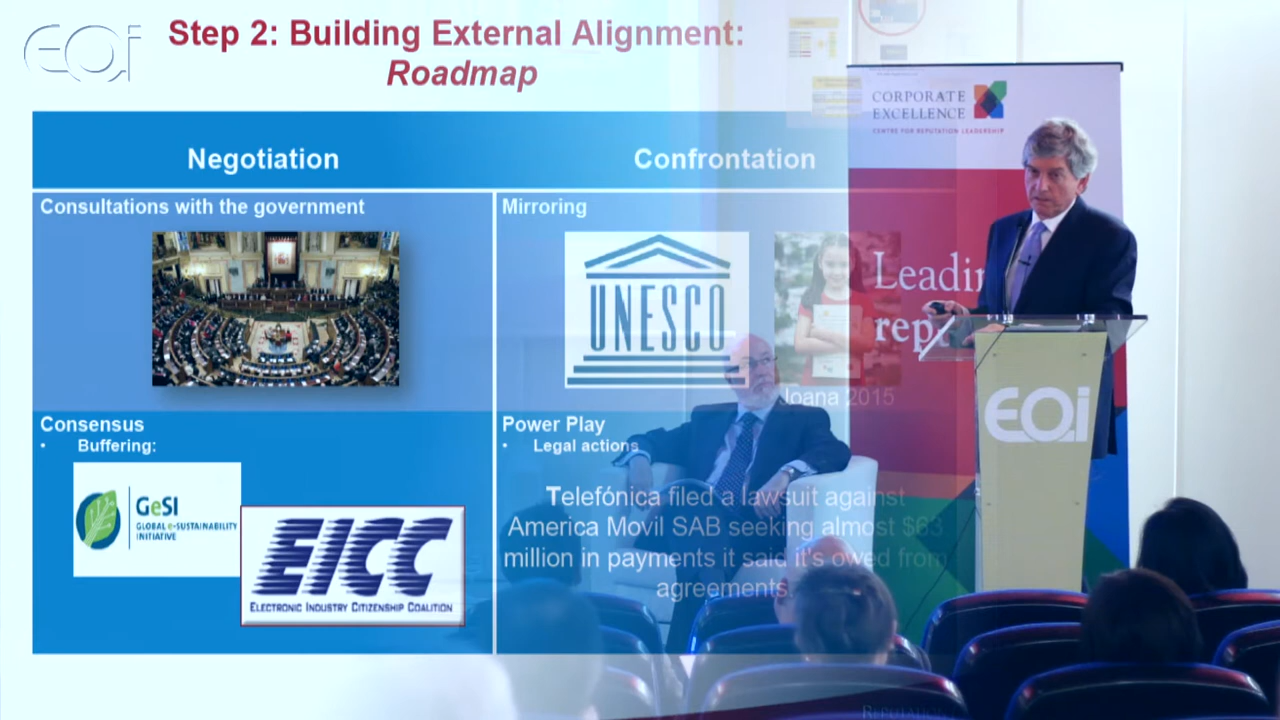 EOi
Step 2: Building External Alignment:
Roadmap
Negotiation
Confrontation
Consultations with the government
Mirroring
UNESCO
Joana 2015
Consensus
• Buffering:
GeSI
GLOBAL e-SUSTAINABILITY
INITIATIVE
EICC
ELECTRONIC INDUSTRY CITIZENSHIP COALITION
Power Play
• Legal actions
Telefónica filed a lawsuit against
America Movil SAB seeking almost $63
million in payments it said it's owed from
agreements.
CORPORATE
EXCELLENCE
CENTRE FOR REPUTATION LEADERSHIP
Leadin
rep
EOi
REPUTATION